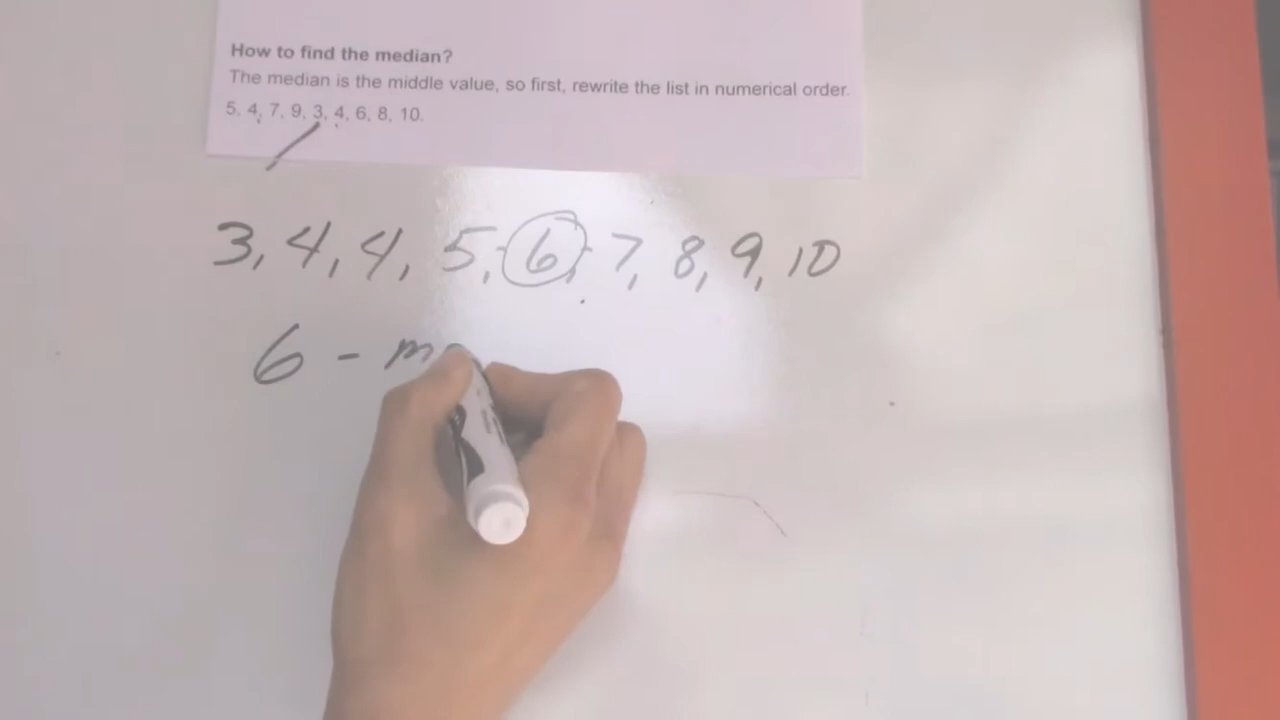 How to find the median?
The median is the middle value, so first, rewrite the list in numerical order.
5, 4, 7, 9, 3, 4, 6, 8, 10.
3, 4, 4, 5, 6, 7, 8, 9, 10
6 - m